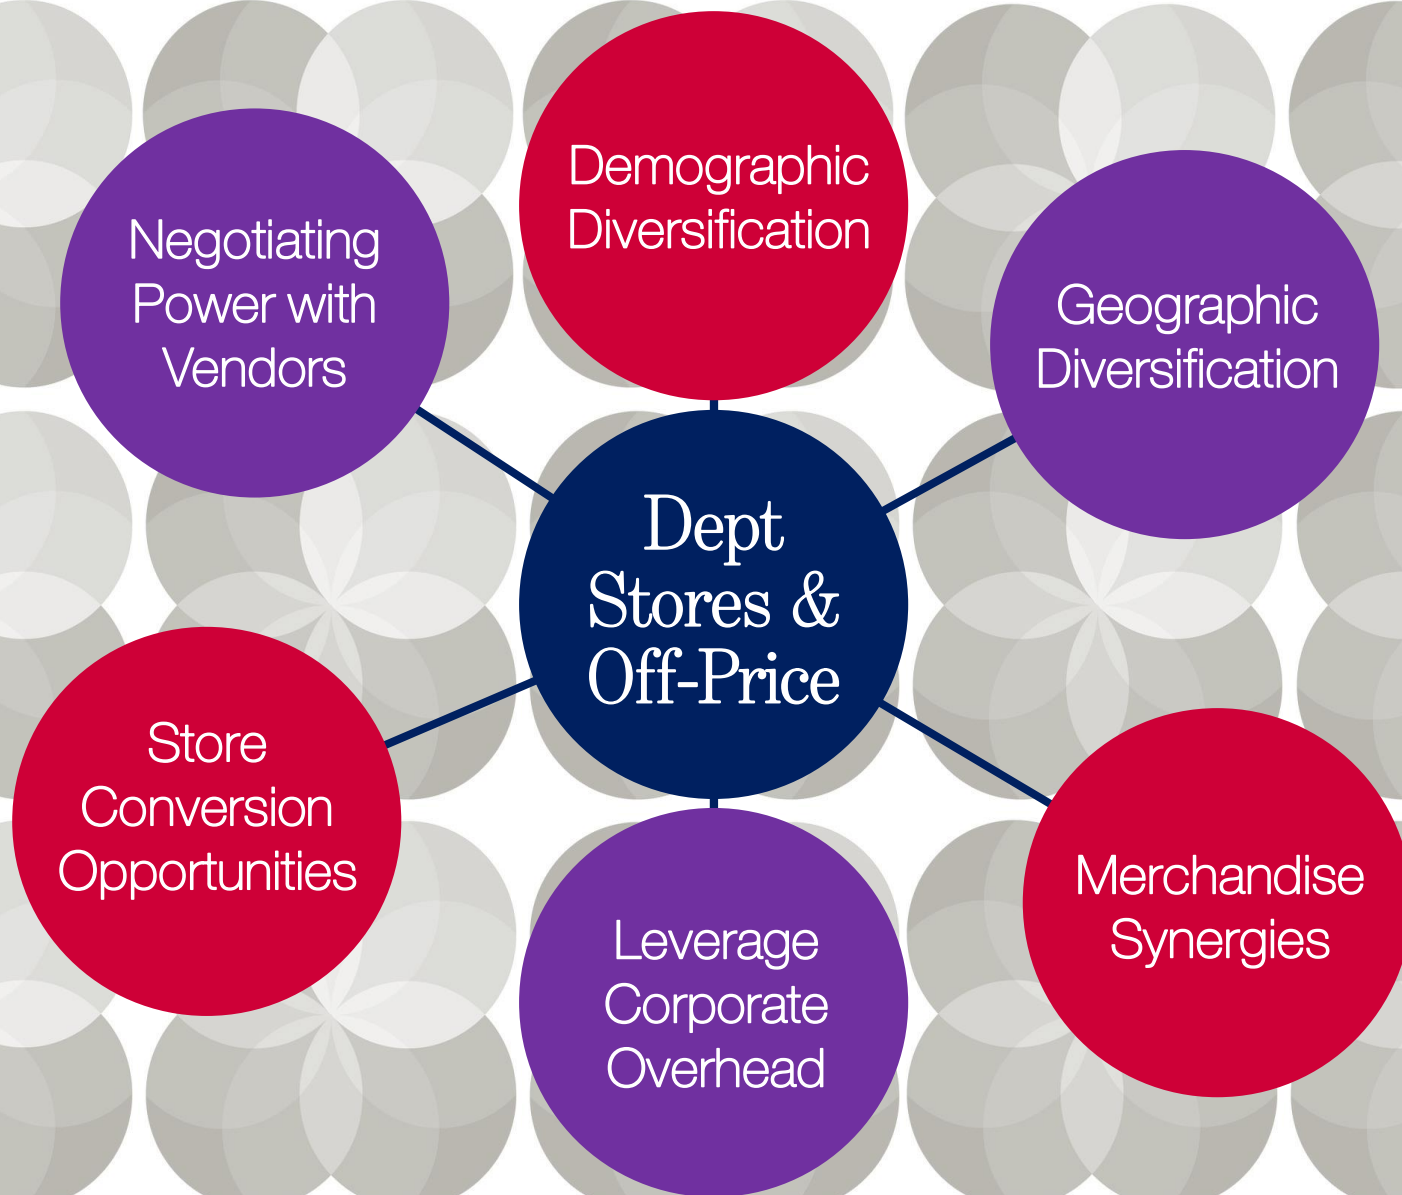 Demographic
Diversification
Negotiating
Power with
Vendors
Geographic
Diversification
Dept
Stores &
Off-Price
Store
Conversion
Opportunities
Merchandise
Synergies
Leverage
Corporate
Overhead